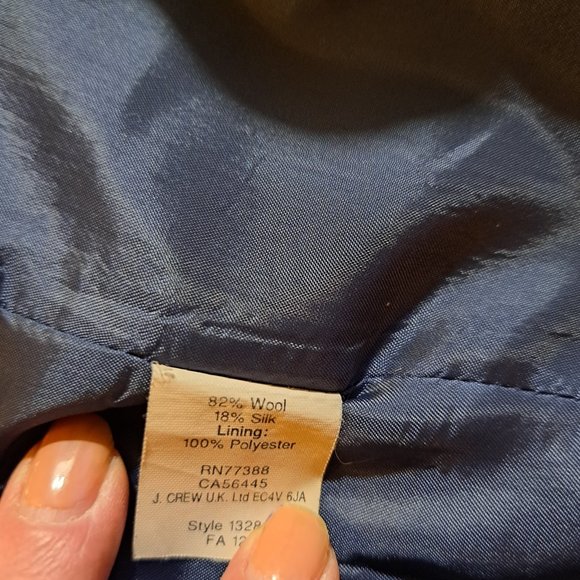 82% Wool
18% Silk
Lining:
100% Polyester
RN77388
CA56445
J. CREW U.K. Ltd EC4V 6JA
Style 1328
FA 12